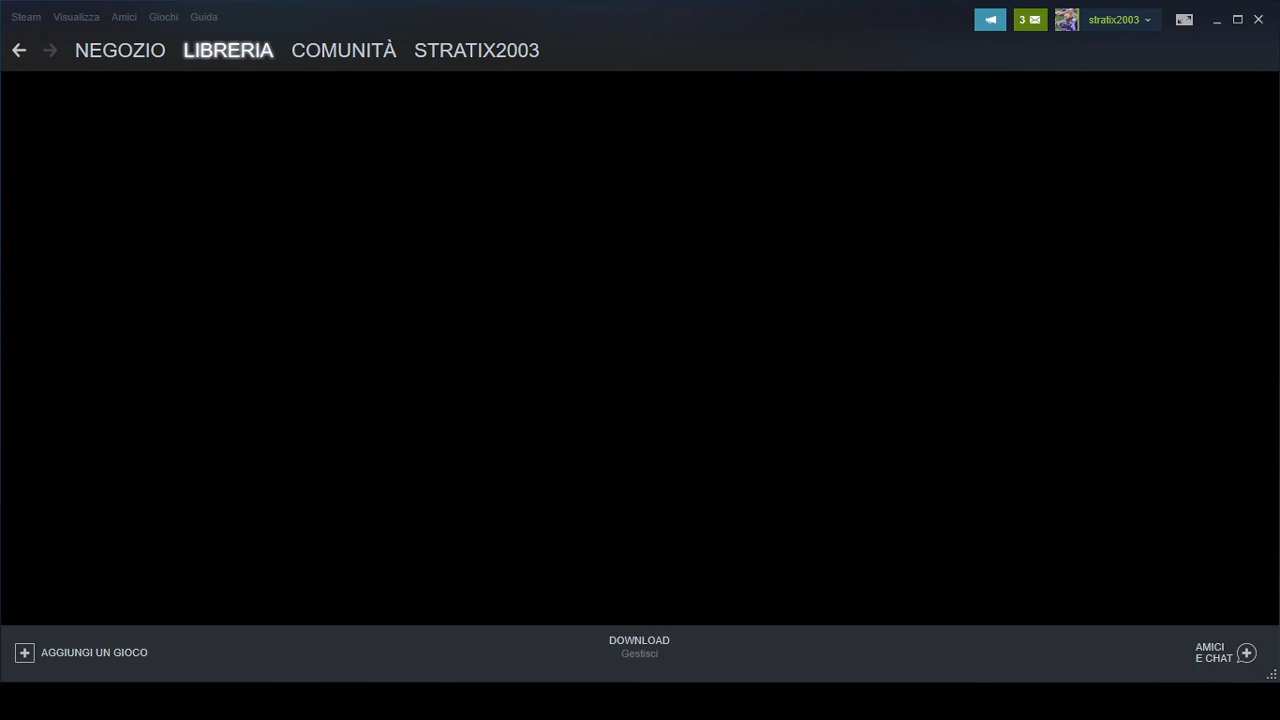 Steam Visualizza Amici Giochi Guida
3 stratix2003
NEGOZIO LIBRERIA COMUNITÀ STRATIX2003
AGGIUNGI UN GIOCO
DOWNLOAD
Gestisci
AMICI
E CHAT